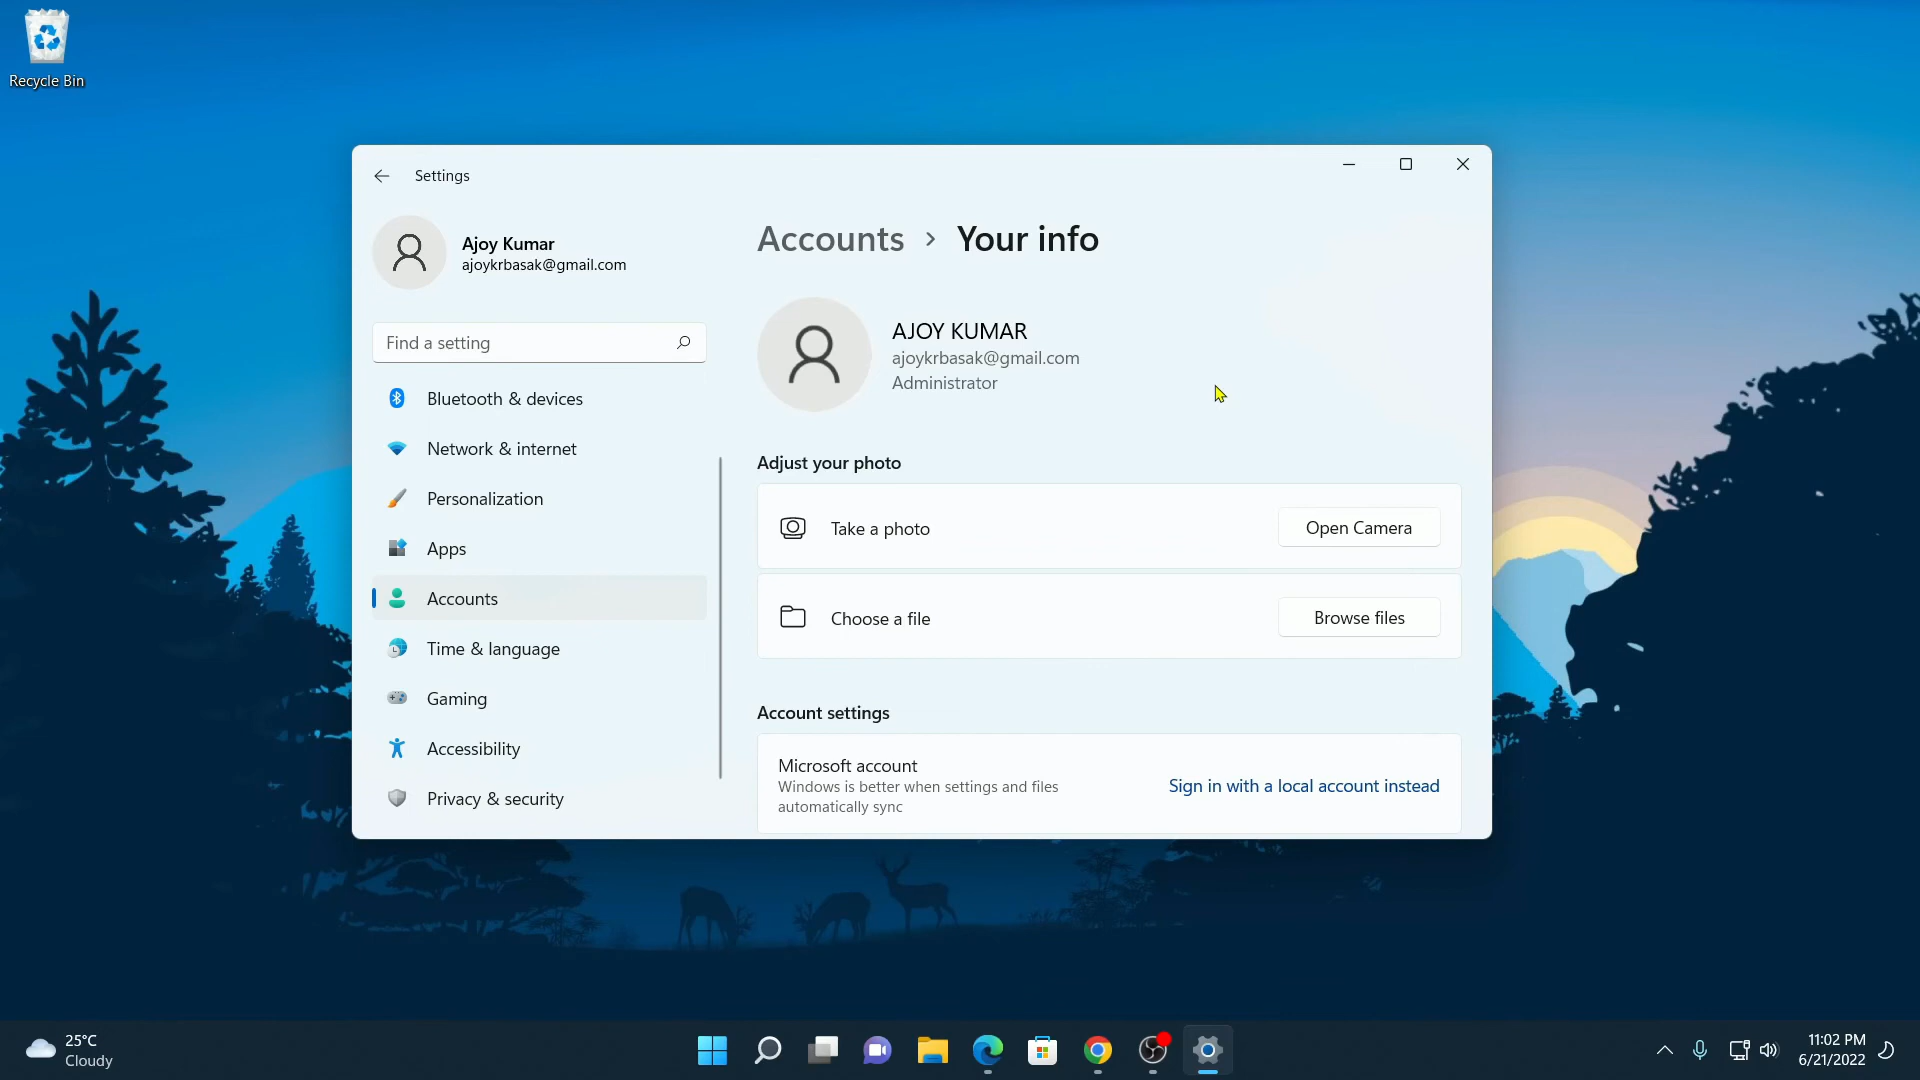 Recycle Bin
Settings
Ajoy Kumar
ajoykrbasak@gmail.com
Find a setting
Bluetooth & devices
Network & internet
Personalization
Apps
Accounts
Time & language
Gaming
Accessibility
Privacy & security
Accounts › Your info
AJOY KUMAR
ajoykrbasak@gmail.com
Administrator
Adjust your photo
Take a photo
Open Camera
Choose a file
Browse files
Account settings
Microsoft account
Windows is better when settings and files
automatically sync
Sign in with a local account instead
25°C
Cloudy
11:02 PM
6/21/2022